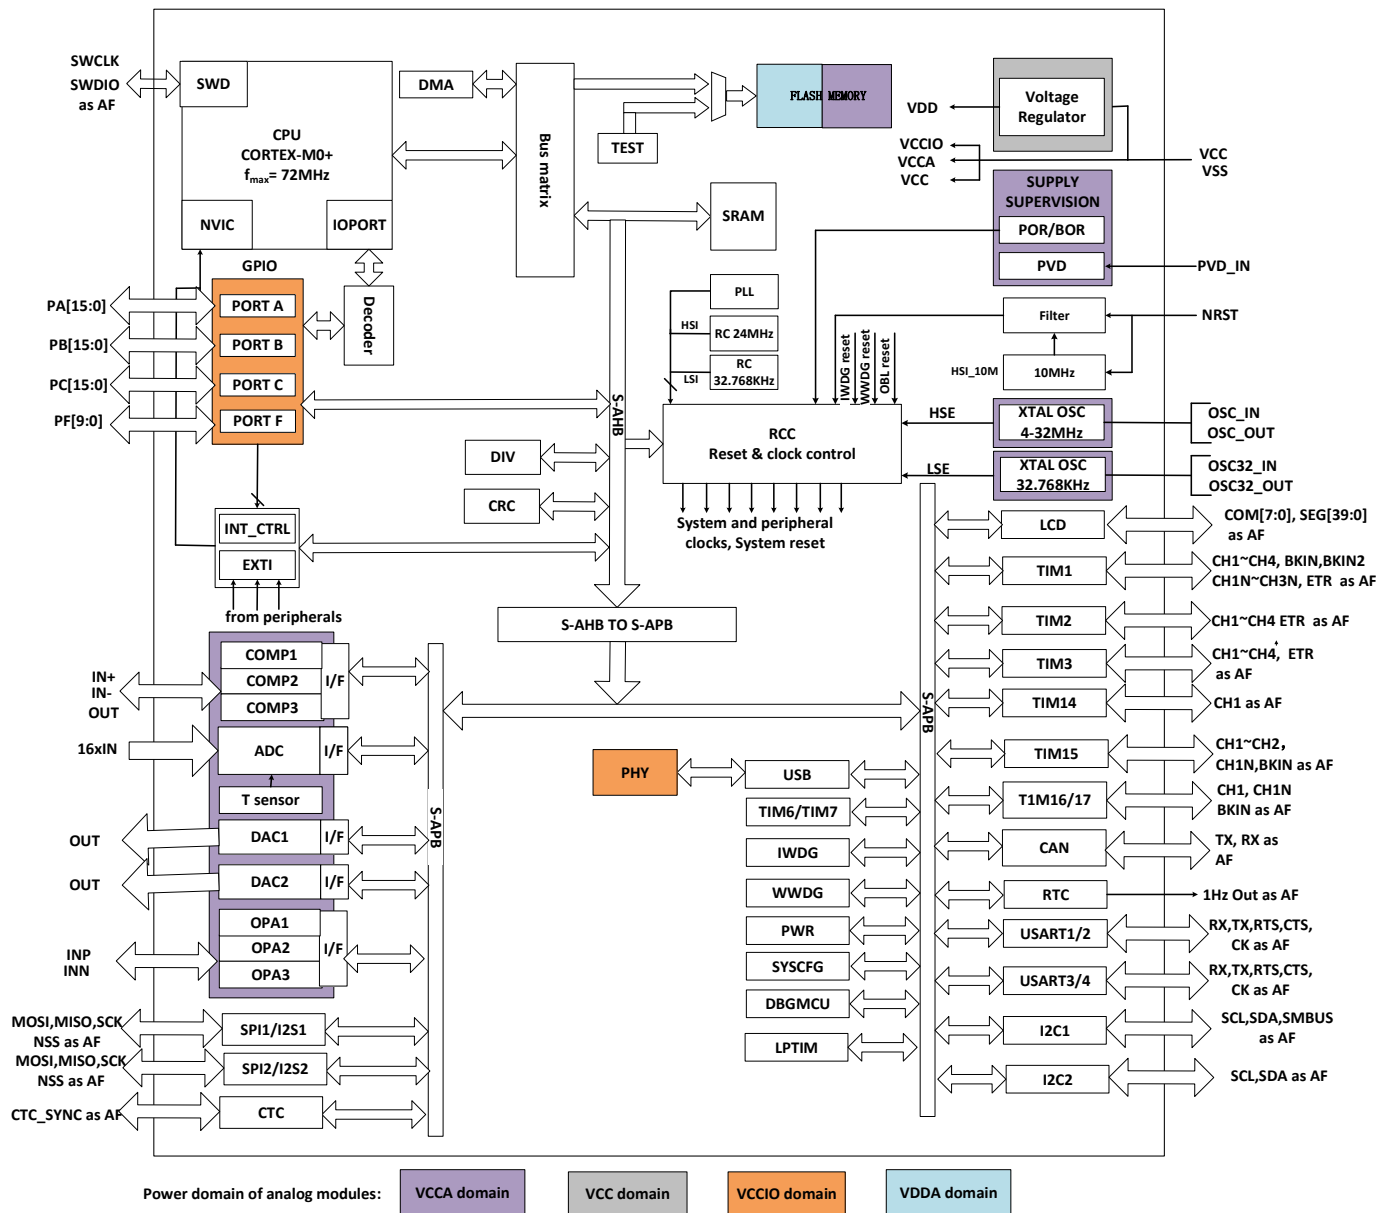 SWCLK
SWDIO
as AF
SWD
CPU
CORTEX-M0+
fmax= 72MHz
NVIC
IOPORT
DMA
Bus matrix
TEST
FLASH MEMORY
SRAM
VDD
VCCIO
VCCA
VCC
Voltage
Regulator
VCC
VSS
SUPPLY
SUPERVISION
POR/BOR
PVD
PVD_IN
GPIO
PA[15:0]
PORT A
PB[15:0]
PORT B
PC[15:0]
PORT C
PF[9:0]
PORT F
Decoder
PLL
HSI
RC 24MHz
RC
32.768KHz
LSI
IWDG reset
WWDG reset
OBL reset
Filter
NRST
HSI_10M
10MHz
S-AHB
RCC
Reset & clock control
HSE
XTAL OSC
4-32MHz
OSC_IN
OSC_OUT
LSE
XTAL OSC
32.768KHz
OSC32_IN
OSC32_OUT
DIV
CRC
System and peripheral
clocks, System reset
INT_CTRL
EXTI
from peripherals
S-AHB TO S-APB
COMP1
COMP2
COMP3
I/F
IN+
IN-
OUT
16xIN
ADC
I/F
T sensor
OUT
DAC1
I/F
OUT
DAC2
I/F
OPA1
OPA2
OPA3
I/F
INP
INN
MOSI,MISO,SCK
NSS as AF
SPI1/I2S1
MOSI,MISO,SCK
NSS as AF
SPI2/I2S2
CTC_SYNC as AF
CTC
S-APB
PHY
USB
TIM6/TIM7
IWDG
WWDG
PWR
SYSCFG
DBGMCU
LPTIM
S-APB
LCD
COM[7:0], SEG[39:0]
as AF
TIM1
CH1~CH4, BKIN,BKIN2
CH1N~CH3N, ETR as AF
TIM2
CH1~CH4 ETR as AF
TIM3
CH1~CH4, ETR
as AF
TIM14
CH1 as AF
TIM15
CH1~CH2，
CH1N,BKIN as AF
T1M16/17
CH1, CH1N
BKIN as AF
CAN
TX, RX as
AF
RTC
1Hz Out as AF
USART1/2
RX,TX,RTS,CTS,
CK as AF
USART3/4
RX,TX,RTS,CTS,
CK as AF
I2C1
SCL,SDA,SMBUS
as AF
I2C2
SCL,SDA as AF
Power domain of analog modules:
VCCA domain
VCC domain
VCCIO domain
VDDA domain